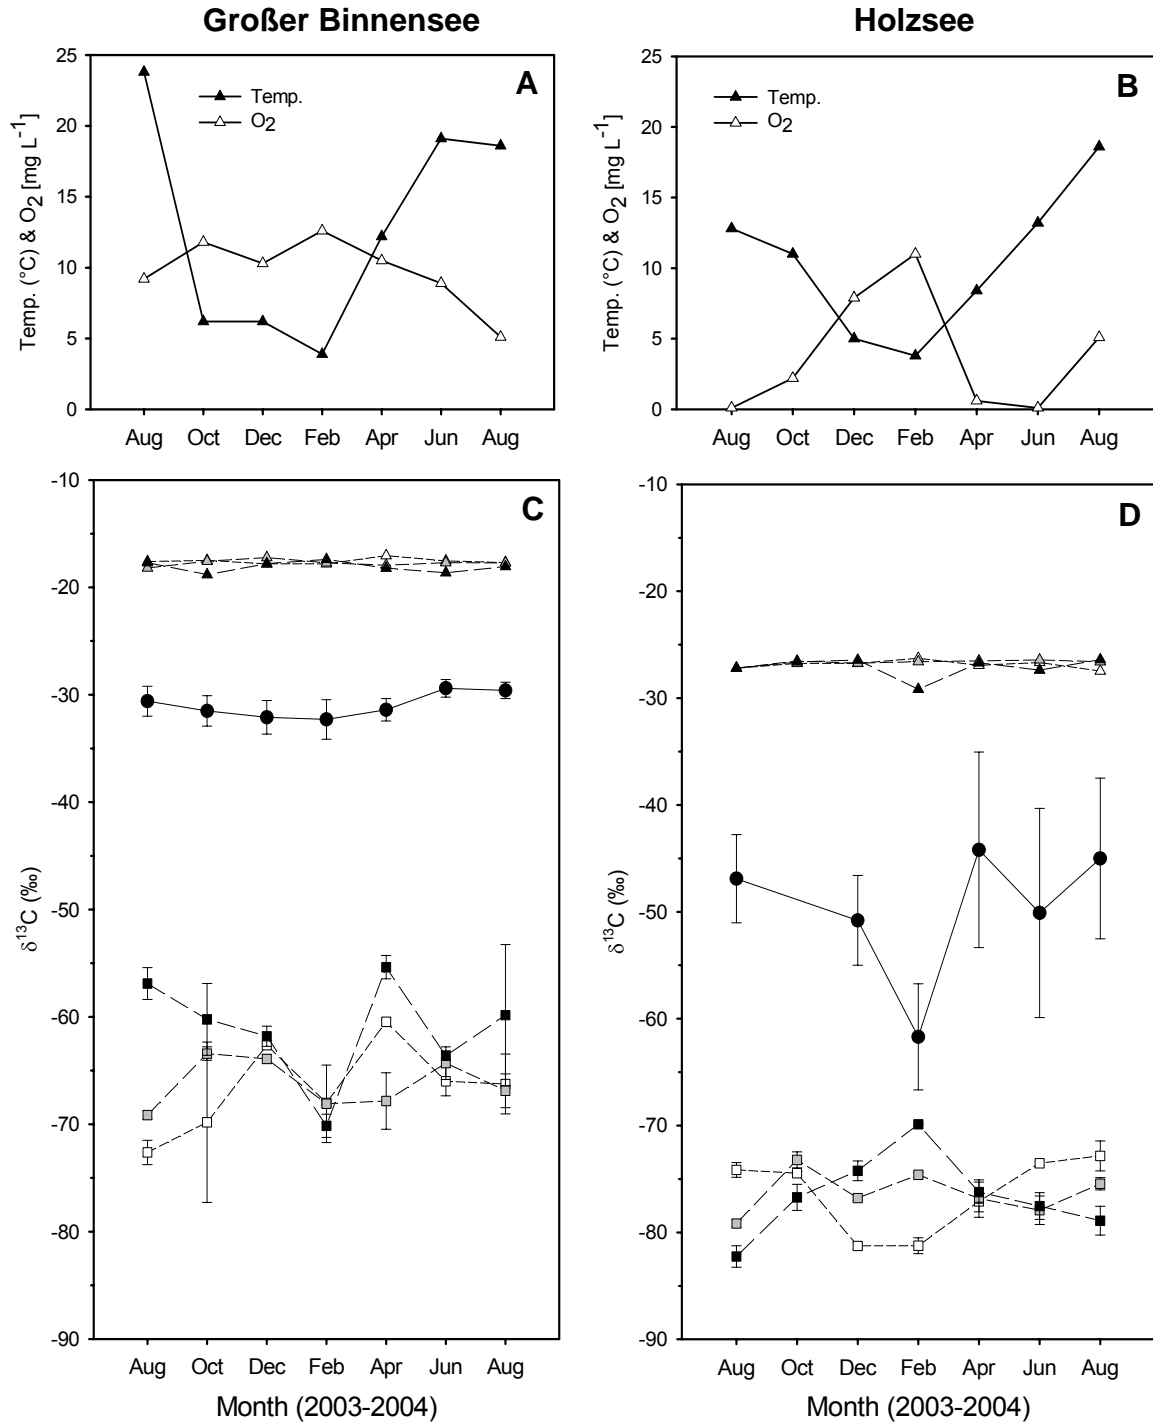 Großer Binnensee
Holzsee
A
Temp.
O2
25
20
15
10
5
0
Temp. (°C) & O2 [mg L-1]
Aug Oct Dec Feb Apr Jun Aug
B
Temp.
O2
25
20
15
10
5
0
Temp. (°C) & O2 [mg L-1]
Aug Oct Dec Feb Apr Jun Aug
C
-10
-20
-30
-40
-50
-60
-70
-80
-90
δ13C (‰)
Aug Oct Dec Feb Apr Jun Aug
Month (2003-2004)
D
-10
-20
-30
-40
-50
-60
-70
-80
-90
δ13C (‰)
Aug Oct Dec Feb Apr Jun Aug
Month (2003-2004)